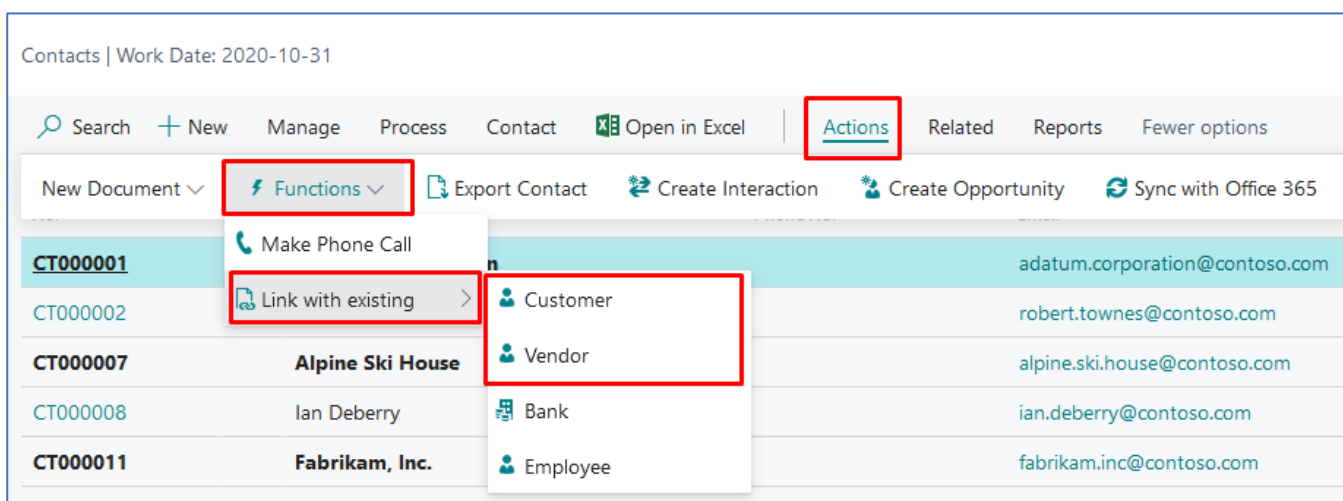 Contacts | Work Date: 2020-10-31
Search + New Manage Process Contact Open in Excel | Actions Related Reports Fewer options
New Document Functions Export Contact Create Interaction Create Opportunity Sync with Office 365
Make Phone Call
CT000001 n adatum.corporation@contoso.com
Link with existing > Customer
CT000002 robert.townes@contoso.com
Vendor
CT000007 Alpine Ski House alpine.ski.house@contoso.com
CT000008 Ian Deberry Bank ian.deberry@contoso.com
CT000011 Fabrikam, Inc. Employee fabrikam.inc@contoso.com